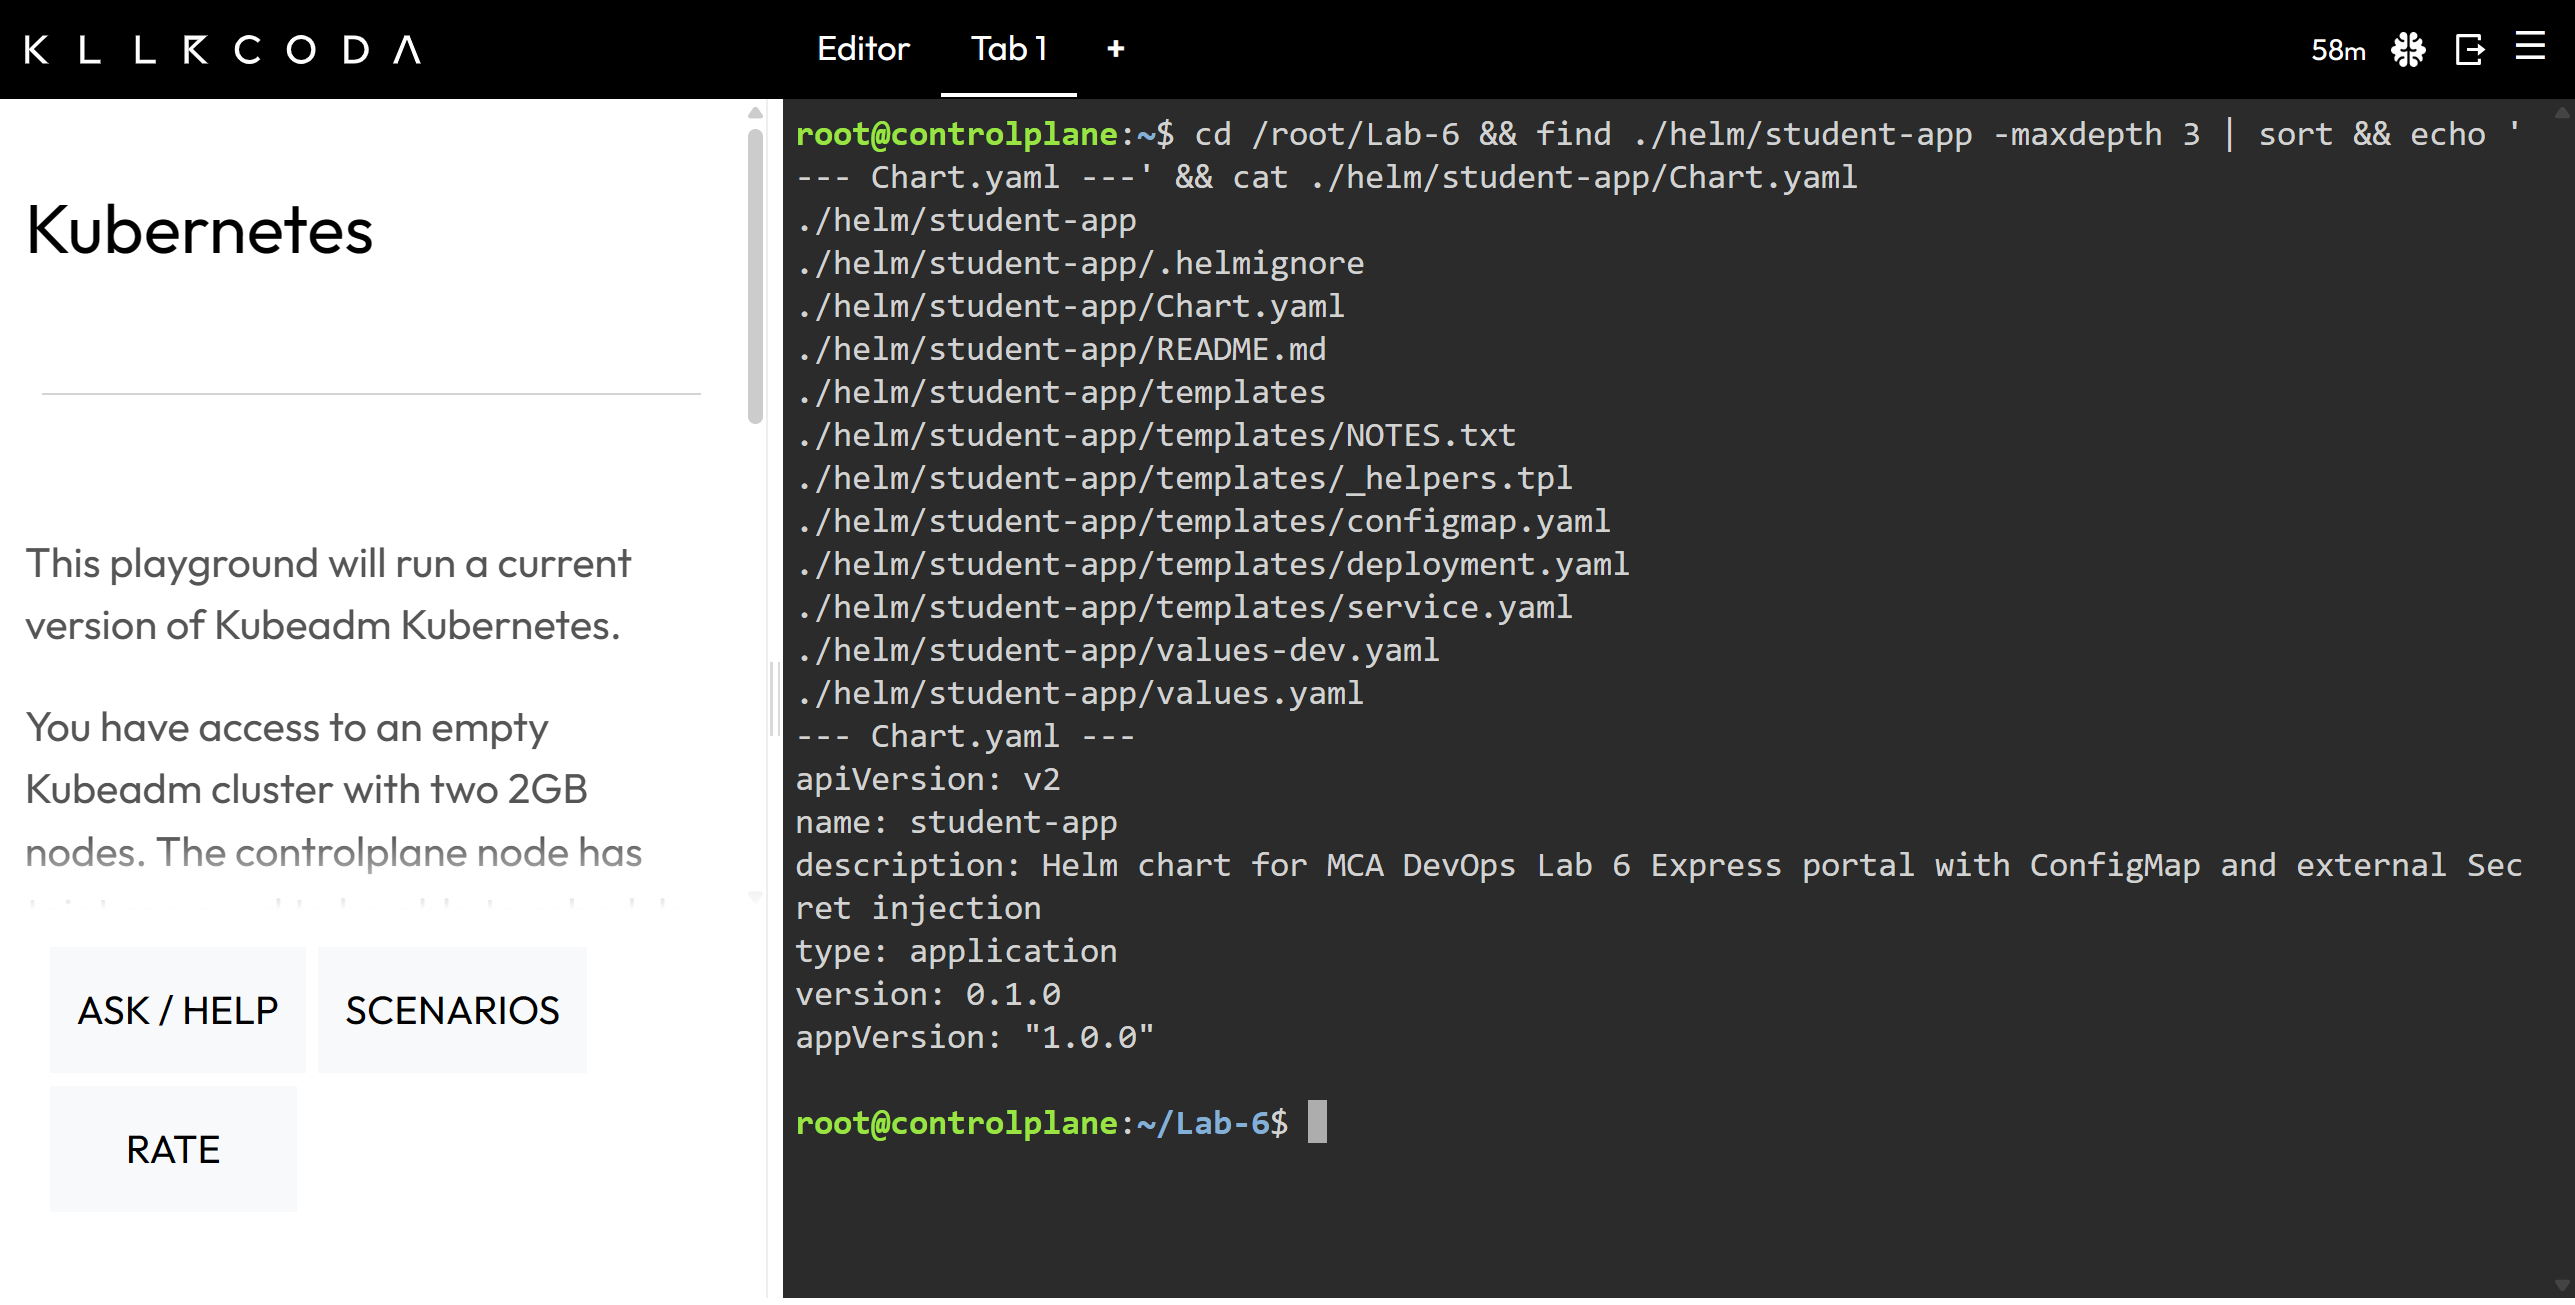 KILLERCODA
Editor
Tab 1
+
58m
Kubernetes
This playground will run a current
version of Kubeadm Kubernetes.
You have access to an empty
Kubeadm cluster with two 2GB
nodes. The controlplane node has
ASK / HELP
SCENARIOS
RATE
root@controlplane:~$ cd /root/Lab-6 && find ./helm/student-app -maxdepth 3 | sort && echo '
--- Chart.yaml ---' && cat ./helm/student-app/Chart.yaml
./helm/student-app
./helm/student-app/.helmignore
./helm/student-app/Chart.yaml
./helm/student-app/README.md
./helm/student-app/templates
./helm/student-app/templates/NOTES.txt
./helm/student-app/templates/_helpers.tpl
./helm/student-app/templates/configmap.yaml
./helm/student-app/templates/deployment.yaml
./helm/student-app/templates/service.yaml
./helm/student-app/values-dev.yaml
./helm/student-app/values.yaml
--- Chart.yaml ---
apiVersion: v2
name: student-app
description: Helm chart for MCA DevOps Lab 6 Express portal with ConfigMap and external Sec
ret injection
type: application
version: 0.1.0
appVersion: "1.0.0"
root@controlplane:~/Lab-6$